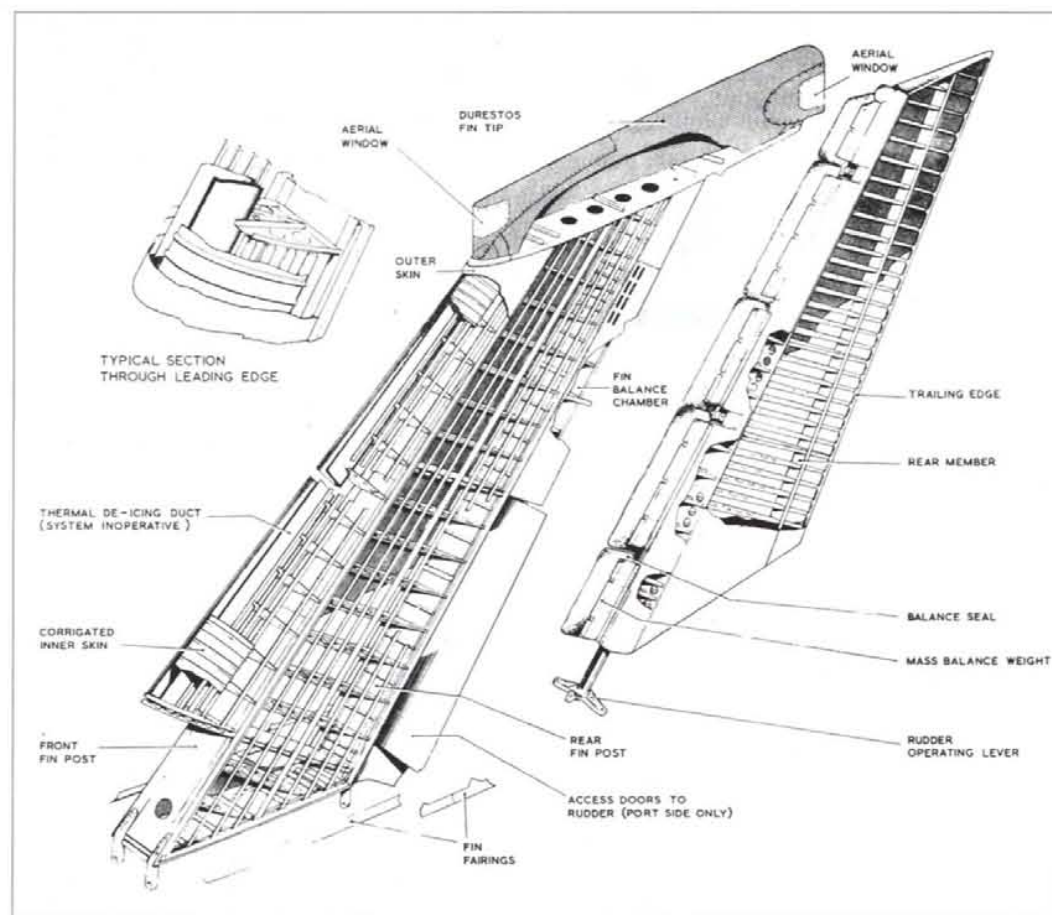 AERIAL
WINDOW
DURESTOS
FIN TIP
AERIAL
WINDOW
OUTER
SKIN
TYPICAL SECTION
THROUGH LEADING EDGE
FIN
BALANCE
CHAMBER
TRAILING EDGE
REAR MEMBER
THERMAL DE-ICING DUCT
(SYSTEM INOPERATIVE)
BALANCE SEAL
CORRIGATED
INNER SKIN
MASS BALANCE WEIGHT
FRONT
FIN POST
REAR
FIN POST
RUDDER
OPERATING LEVER
ACCESS DOORS TO
RUDDER (PORT SIDE ONLY)
FIN
FAIRINGS